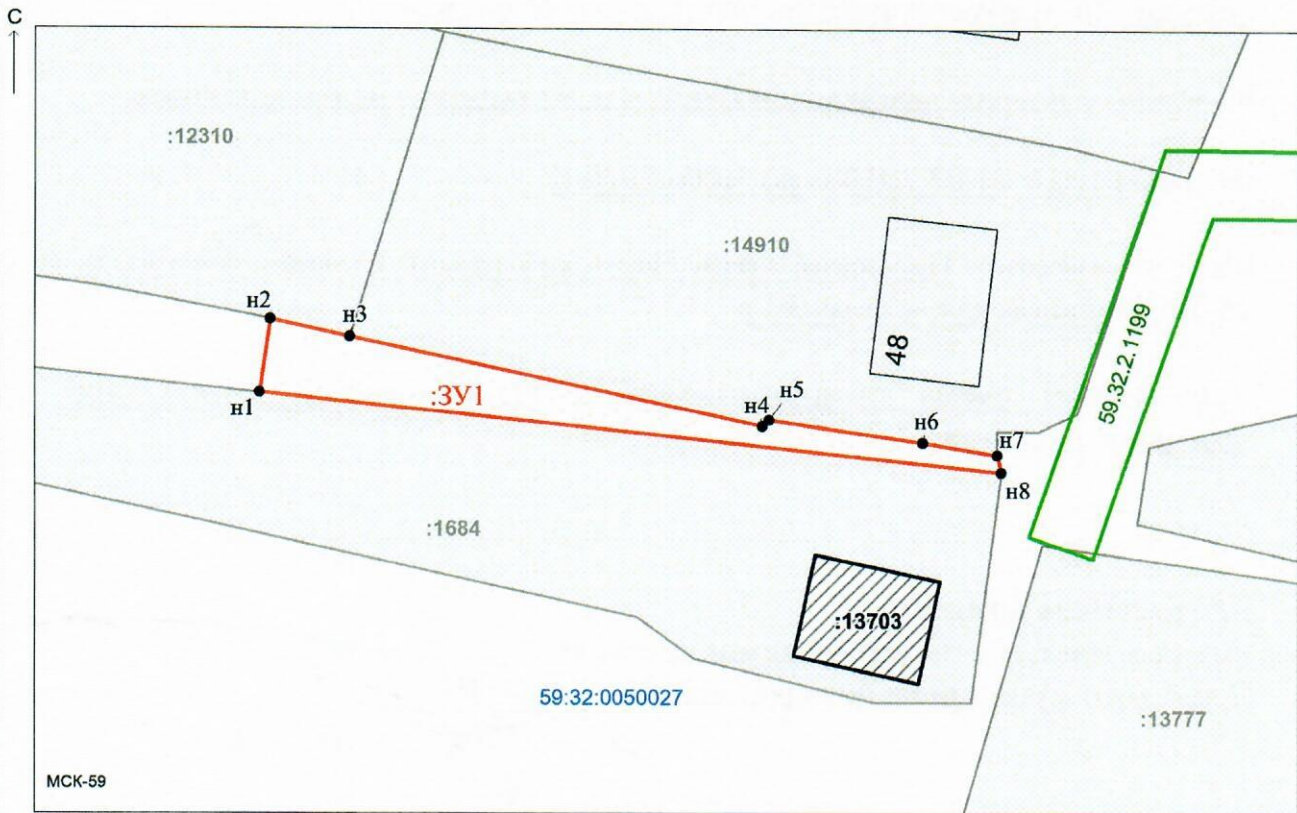 С
:12310
:14910
н2
н3
48
59.32.2.1199
:ЗУ1
н1
н4
н5
н6
н7
н8
:1684
:13703
59:32:0050027
:13777
МСК-59